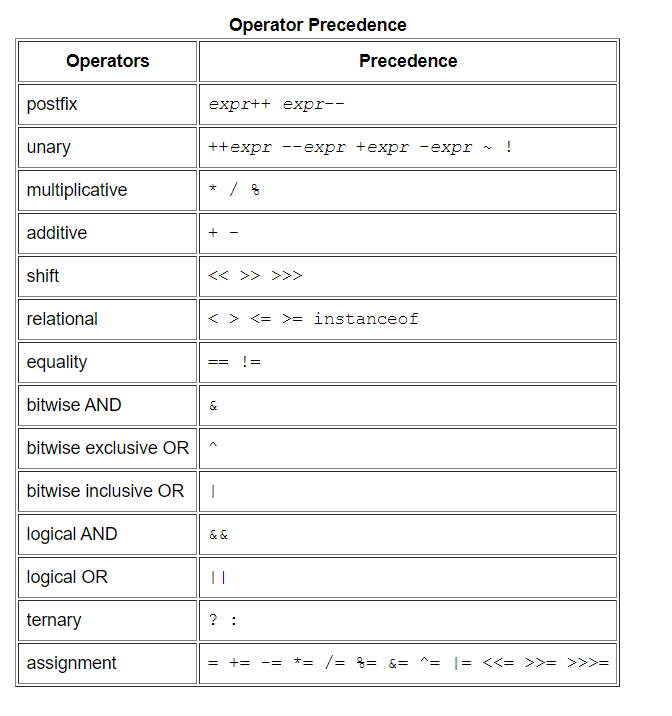 Operator Precedence
Operators Precedence
postfix expr++ expr--
unary ++expr --expr +expr -expr ~ !
multiplicative * / %
additive + -
shift << >> >>>
relational < > <= >= instanceof
equality == !=
bitwise AND &
bitwise exclusive OR ^
bitwise inclusive OR |
logical AND &&
logical OR ||
ternary ? :
assignment = += -= *= /= %= &= ^= |= <<= >>= >>>=